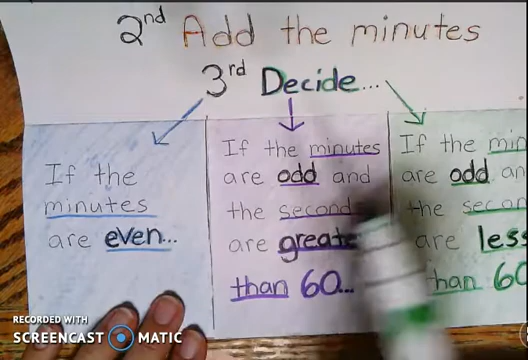 2nd Add the minutes
3rd Decide...
If the
minutes
are even...
If the minutes
are odd and
the second
are greate
than 60...
If the min
are odd an
the secon
are less
than 60
RECORDED WITH
SCREENCAST MATIC